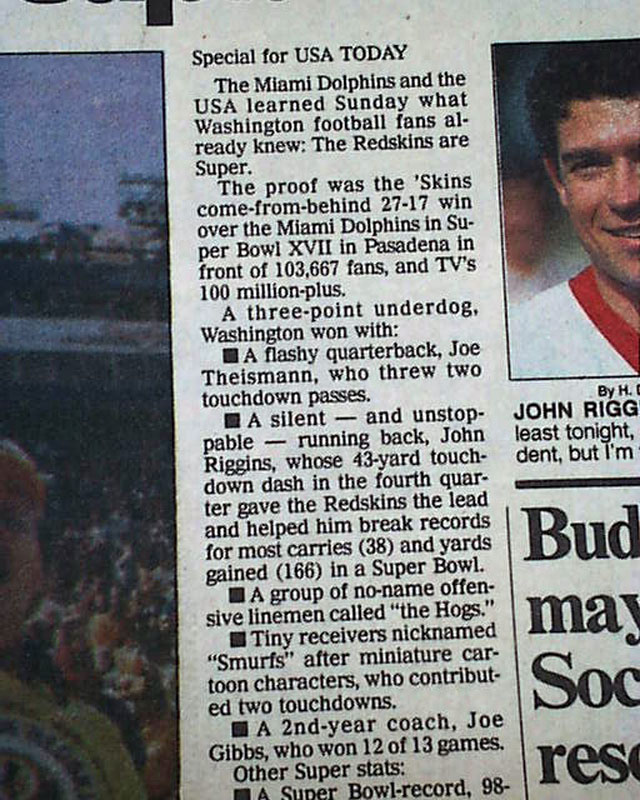 Special for USA TODAY
The Miami Dolphins and the
USA learned Sunday what
Washington football fans al-
ready knew: The Redskins are
Super.
The proof was the 'Skins
come-from-behind 27-17 win
over the Miami Dolphins in Su-
per Bowl XVII in Pasadena in
front of 103,667 fans, and TV's
100 million-plus.
A three-point underdog,
Washington won with:
■ A flashy quarterback, Joe
Theismann, who threw two
touchdown passes.
■ A silent — and unstop-
pable — running back, John
Riggins, whose 43-yard touch-
down dash in the fourth quar-
ter gave the Redskins the lead
and helped him break records
for most carries (38) and yards
gained (166) in a Super Bowl.
■ A group of no-name offen-
sive linemen called "the Hogs."
■ Tiny receivers nicknamed
"Smurfs" after miniature car-
toon characters, who contribut-
ed two touchdowns.
■ A 2nd-year coach, Joe
Gibbs, who won 12 of 13 games.
Other Super stats:
■ A Super Bowl-record, 98-
By H.
JOHN RIGG
least tonight,
dent, but I'm
Bud
may
Soc
reso